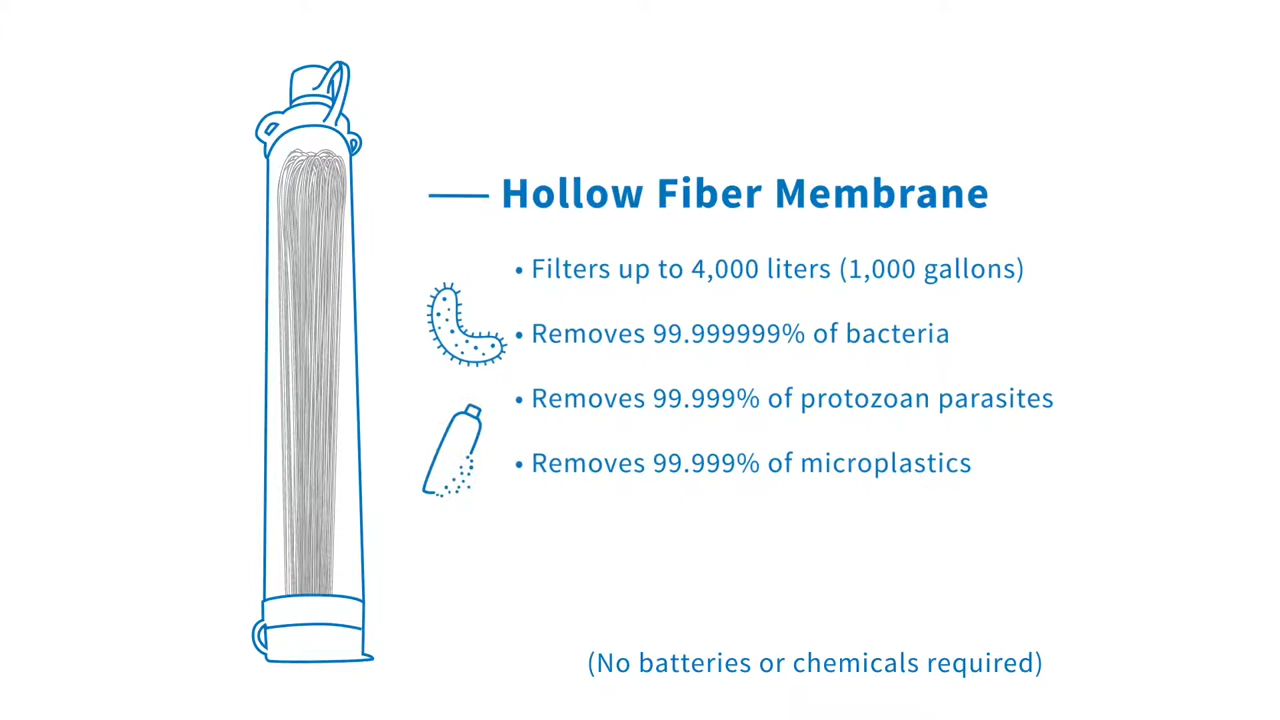 Hollow Fiber Membrane
• Filters up to 4,000 liters (1,000 gallons)
• Removes 99.999999% of bacteria
• Removes 99.999% of protozoan parasites
• Removes 99.999% of microplastics
(No batteries or chemicals required)